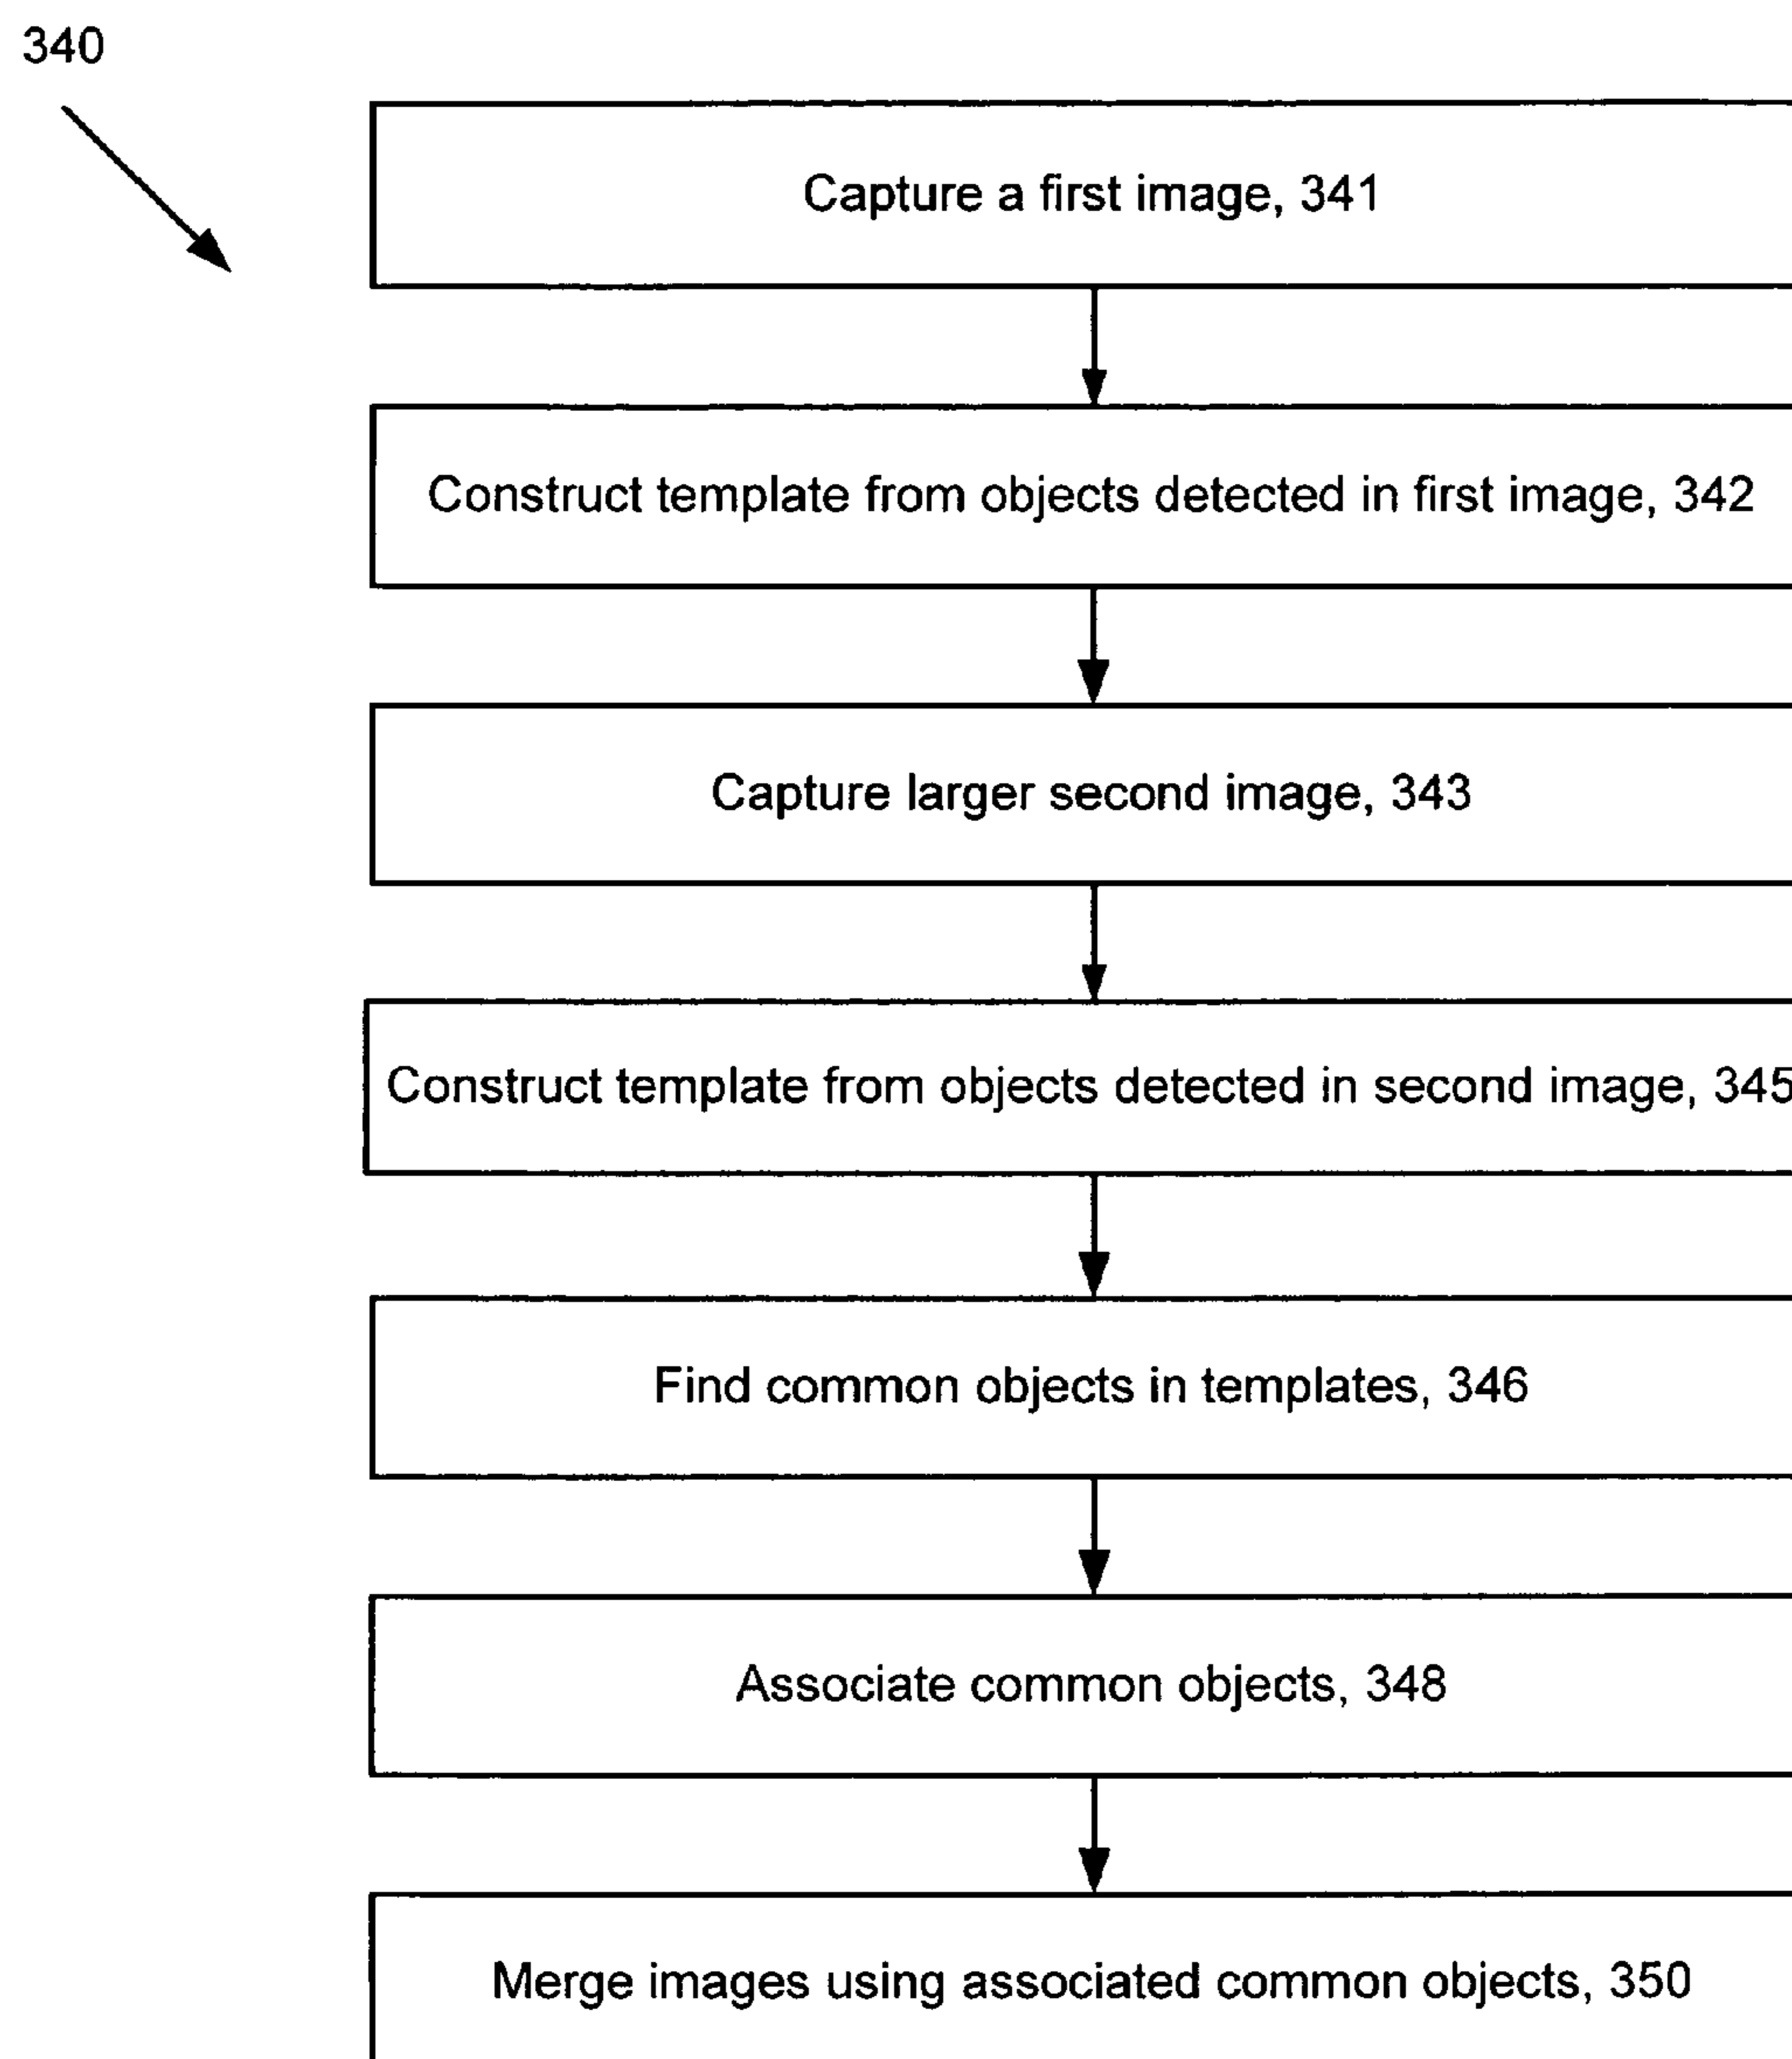 340
Capture a first image, 341
Construct template from objects detected in first image, 342
Capture larger second image, 343
Construct template from objects detected in second image, 345
Find common objects in templates, 346
Associate common objects, 348
Merge images using associated common objects, 350